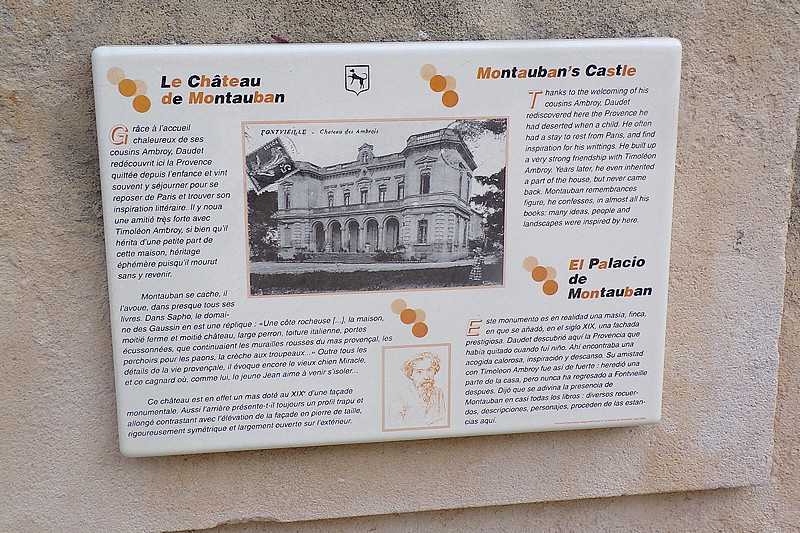 Le Château
de Montauban
Grâce à l'accueil
chaleureux de ses
cousins Ambroy, Daudet
redécouvrit ici la Provence
quittée depuis l'enfance et vint
souvent y séjourner pour se
reposer de Paris et trouver son
inspiration littéraire. Il y noua
une amitié très forte avec
Timoléon Ambroy, si bien qu'il
hérita d'une petite part de
cette maison, héritage
éphémère puisqu'il mourut
sans y revenir.
Montauban se cache, il
l'avoue, dans presque tous ses
livres. Dans Sapho, le domai-
ne des Gaussin en est une réplique : «Une côte rocheuse [...], la maison,
moitié ferme et moitié château, large perron, toiture italienne, portes
écussonnées, que continuaient les murailles rousses du mas provençal, les
perchoirs pour les paons, la crèche aux troupeaux...» Outre tous les
détails de la vie provençale, il évoque encore le vieux chien Miracle,
et ce cagnard où, comme lui, le jeune Jean aime à venir s'isoler...
Ce château est en effet un mas doté au XIXᵉ d'une façade
monumentale. Aussi l'arrière présente-t-il toujours un profil trapu et
allongé contrastant avec l'élévation de la façade en pierre de taille,
rigoureusement symétrique et largement ouverte sur l'extérieur.
FONTVIEILLE - Chateau des Ambrois
Montauban's Castle
Thanks to the welcoming of his
cousins Ambroy, Daudet
rediscovered here the Provence he
had deserted when a child. He often
had a stay to rest from Paris, and find
inspiration for his writtings. He built up
a very strong friendship with Timoléon
Ambroy. Years later, he even inherited
a part of the house, but never came
back. Montauban remembrances
figure, he confesses, in almost all his
books: many ideas, people and
landscapes were inspired by here.
El Palacio
de
Montauban
Este monumento es en realidad una masía, finca,
en que se añadó, en el siglo XIX, una fachada
prestigiosa. Daudet descubrió aquí la Provencia que
había quitado cuando fuí niño. Ahí encontraba una
acogida calorosa, inspiración y descanso. Su amistad
con Timoleon Ambroy fue así de fuerte : heredió una
parte de la casa, pero nunca ha regresado a Fontvieille
despues. Dijó que se adivina la presencia de
Montauban en casi todas los libros : diversos recuer-
dos, descripciones, personajes, proceden de las estan-
cias aquí.